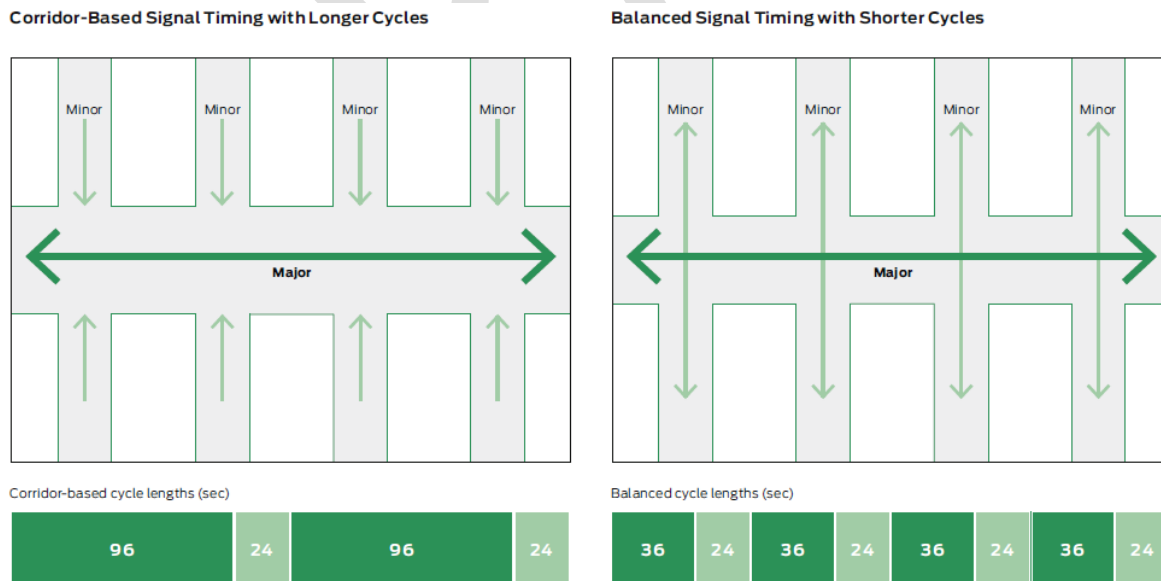 Corridor-Based Signal Timing with Longer Cycles
Minor Minor Minor Minor
Major
Corridor-based cycle lengths (sec)
96 24 96 24
Balanced Signal Timing with Shorter Cycles
Minor Minor Minor Minor
Major
Balanced cycle lengths (sec)
36 24 36 24 36 24 36 24